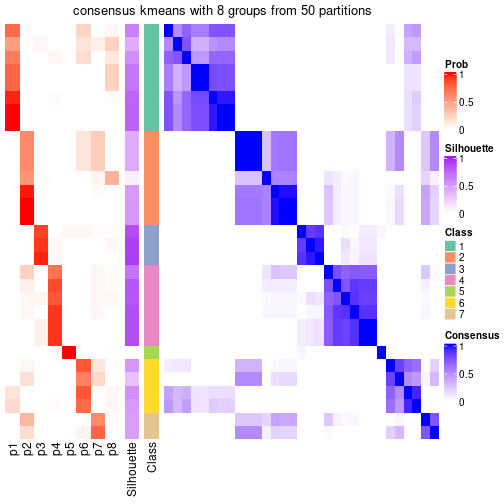 consensus kmeans with 8 groups from 50 partitions
Prob
1
0.5
0
Silhouette
1
0.5
0
Class
1
2
3
4
5
6
7
Consensus
1
0.5
0
p1
p2
p3
p4
p5
p6
p7
p8
Silhouette
Class